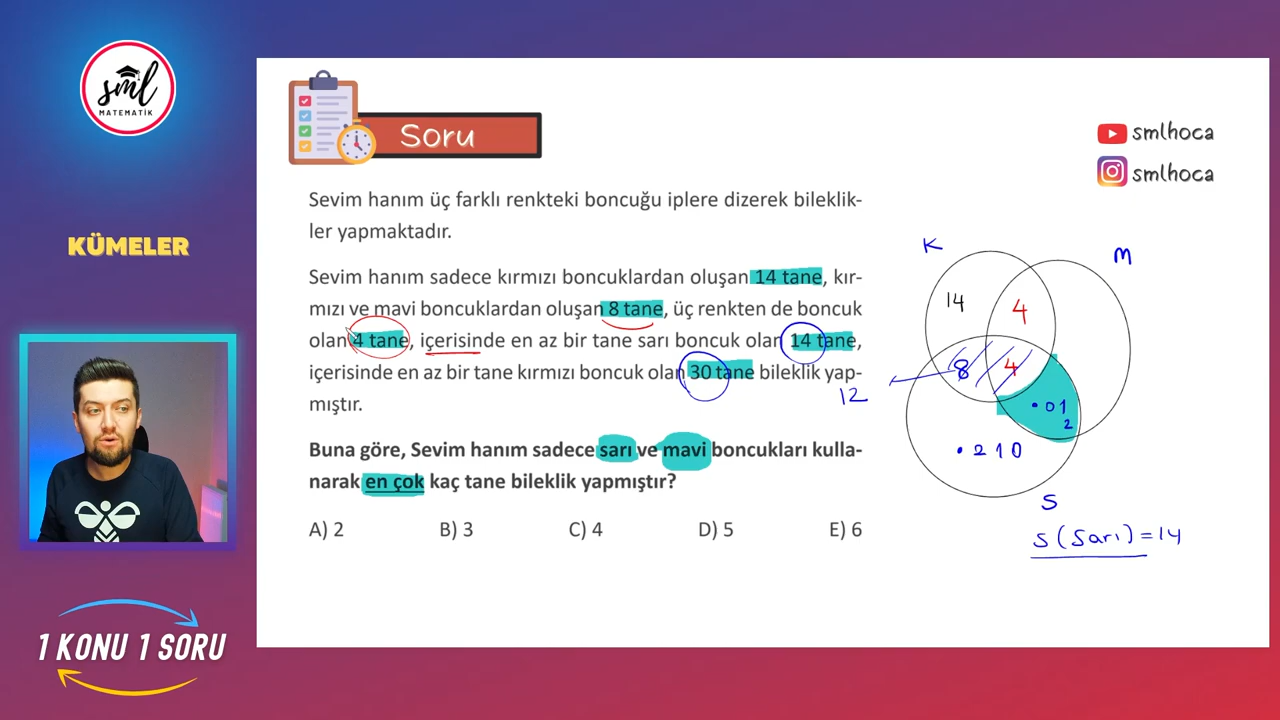 sml
MATEMATİK
KÜMELER
1 KONU 1 SORU
Soru
smlhoca
smlhoca
Sevim hanım üç farklı renkteki boncuğu iplere dizerek bileklik-
ler yapmaktadır.
Sevim hanım sadece kırmızı boncuklardan oluşan 14 tane, kır-
mızı ve mavi boncuklardan oluşan 8 tane, üç renkten de boncuk
olan 4 tane, içerisinde en az bir tane sarı boncuk olan 14 tane,
içerisinde en az bir tane kırmızı boncuk olan 30 tane bileklik yap-
mıştır.
Buna göre, Sevim hanım sadece sarı ve mavi boncukları kulla-
narak en çok kaç tane bileklik yapmıştır?
A) 2 B) 3 C) 4 D) 5 E) 6
K
M
14
4
8
4
12
0 1
2
2 1 0
S
s(Sarı)=14